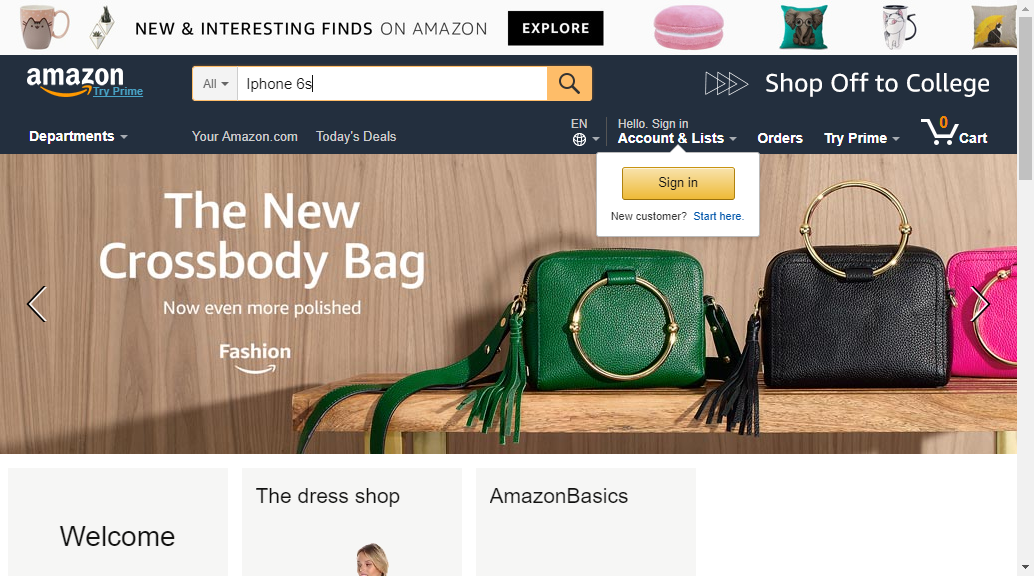 NEW & INTERESTING FINDS ON AMAZON
EXPLORE
amazon
Try Prime
All
Iphone 6s
Shop Off to College
Departments
Your Amazon.com
Today's Deals
EN
Hello. Sign in
Account & Lists
Orders
Try Prime
0
Cart
Sign in
New customer? Start here.
The New
Crossbody Bag
Now even more polished
Fashion
Welcome
The dress shop
AmazonBasics